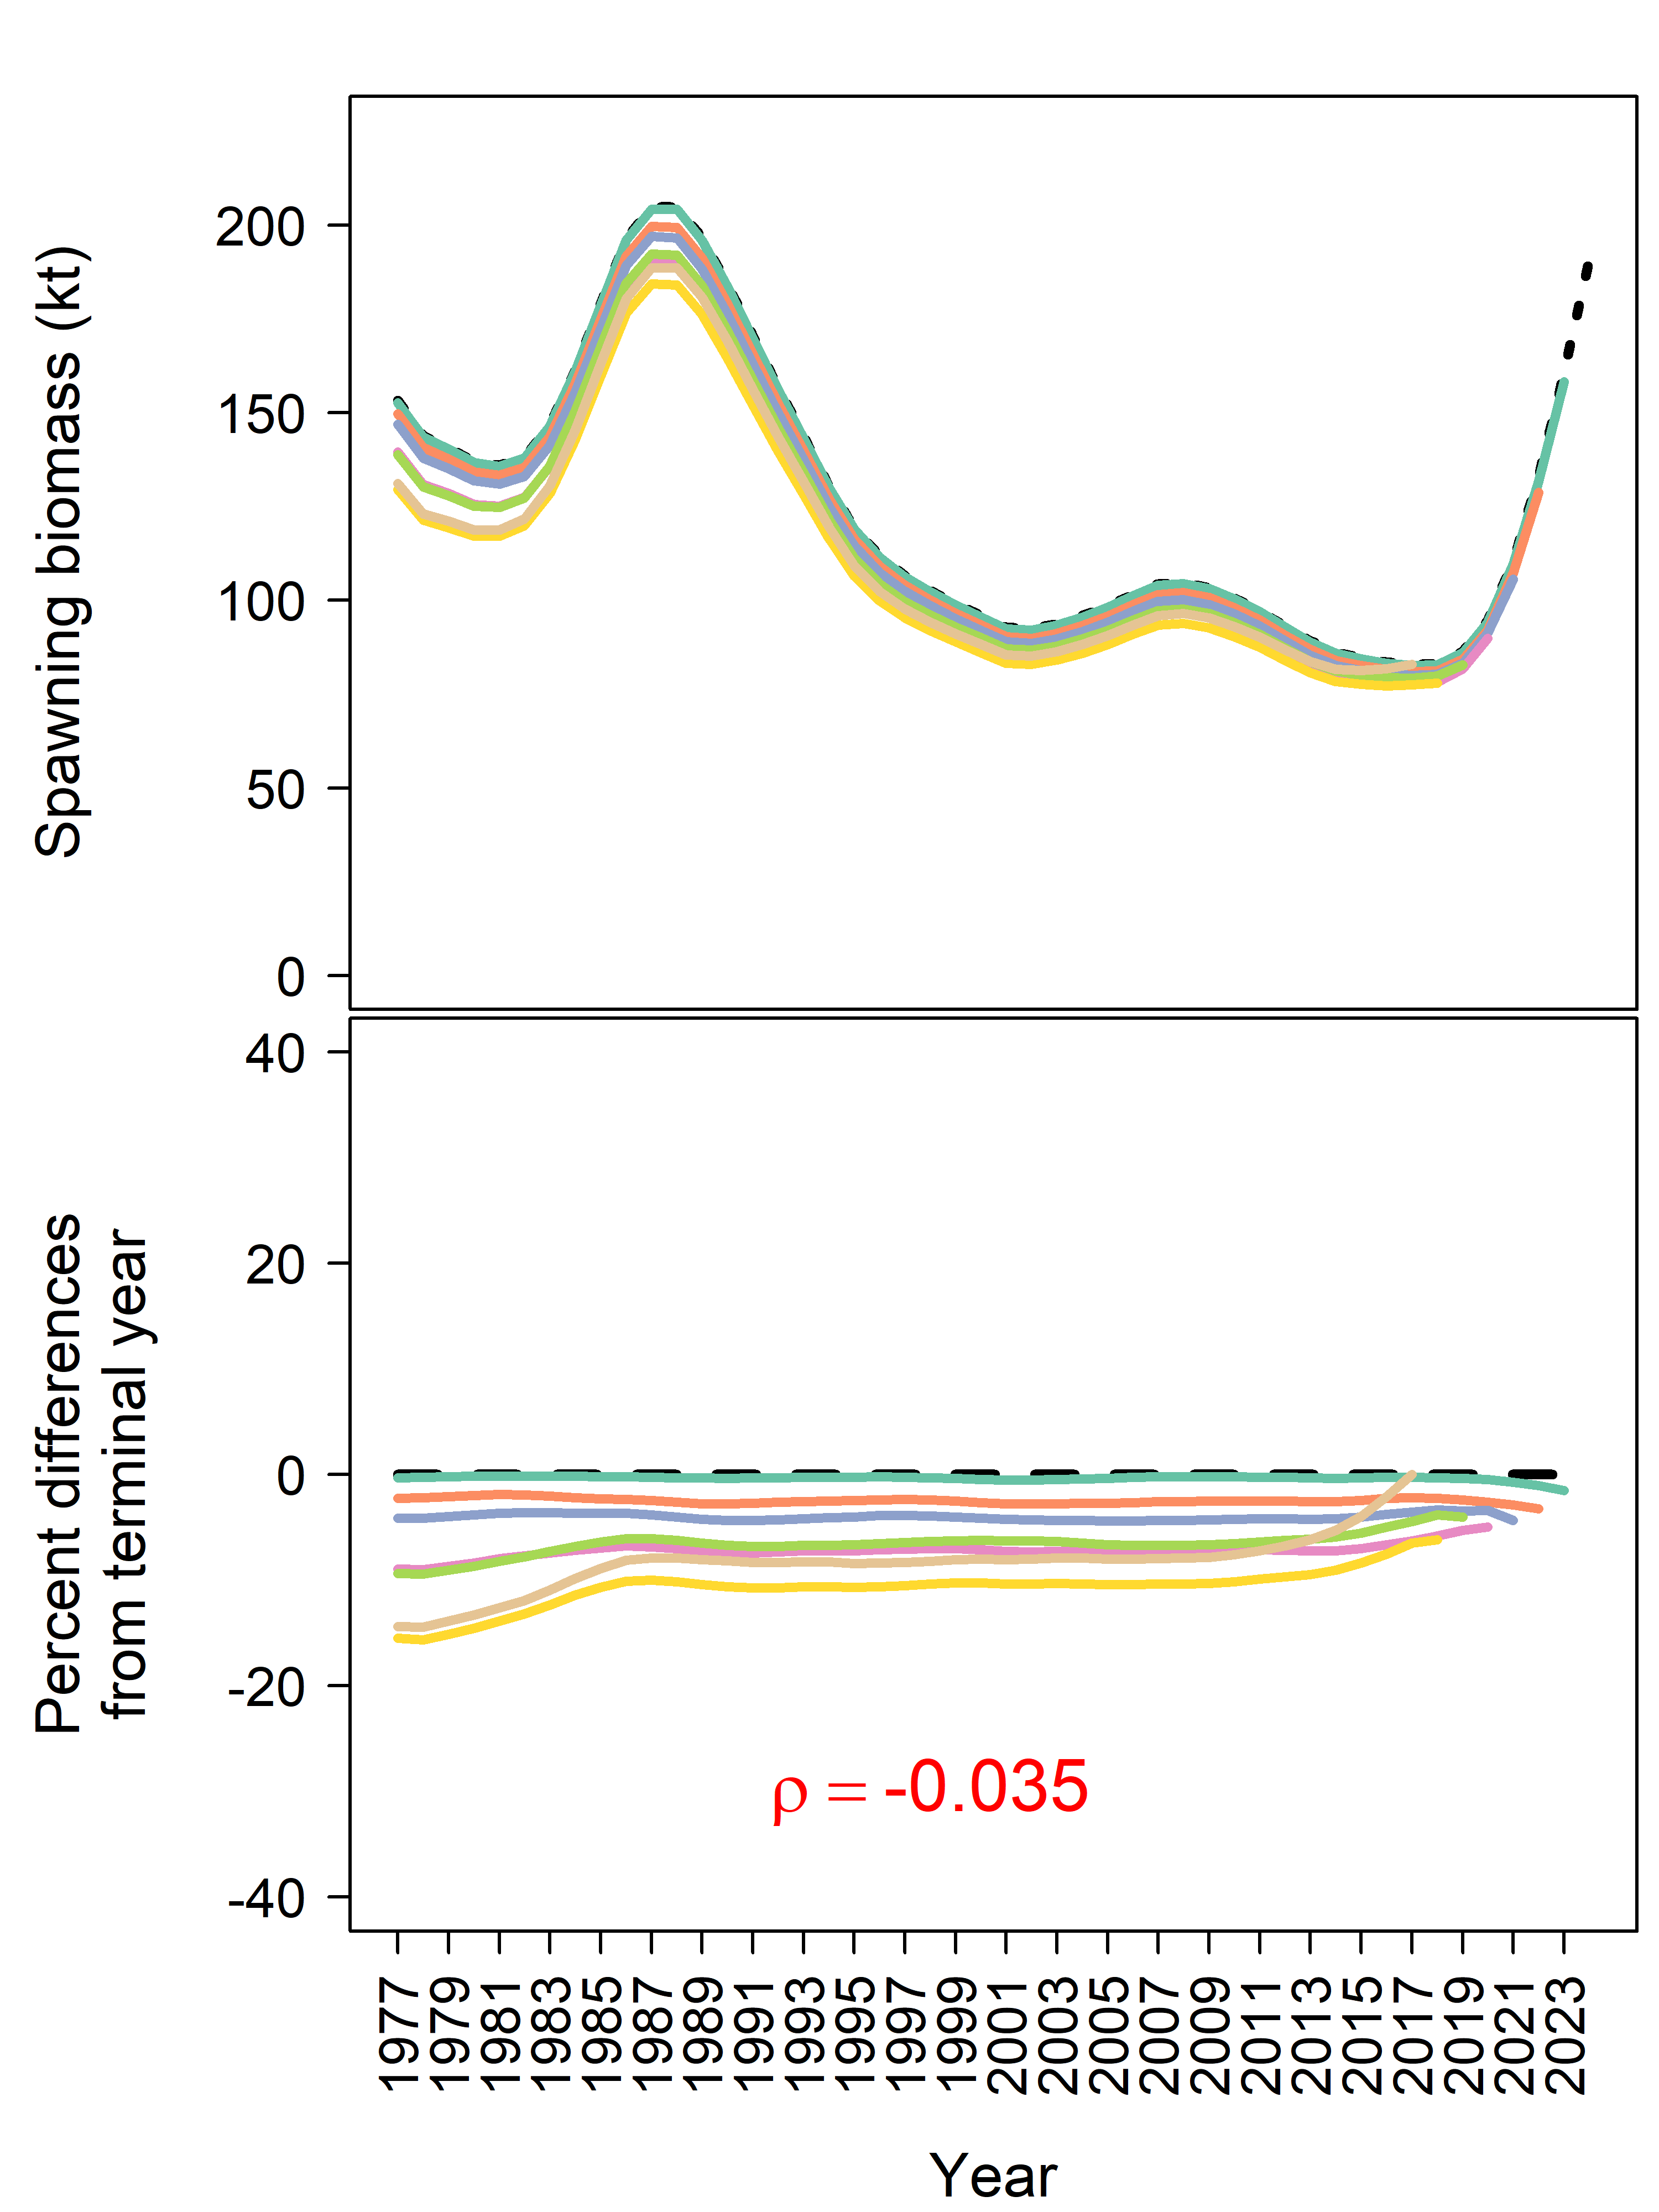 Spawning biomass (kt)
200
150
100
50
0
Percent differences
from terminal year
40
20
0
-20
-40
ρ = -0.035
1977 1979 1981 1983 1985 1987 1989 1991 1993 1995 1997 1999 2001 2003 2005 2007 2009 2011 2013 2015 2017 2019 2021 2023
Year